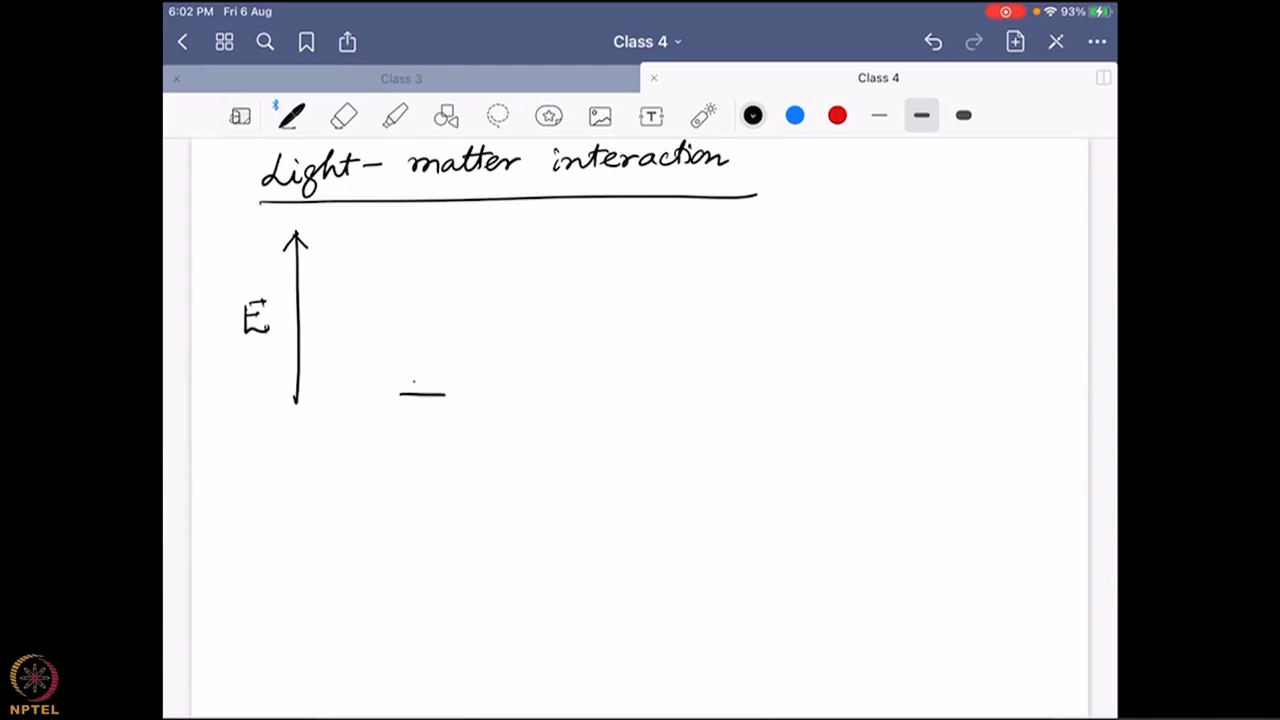 6:02 PM Fri 6 Aug 93%
Class 4
Class 3 Class 4
T
Light- matter interaction
E
NPTEL